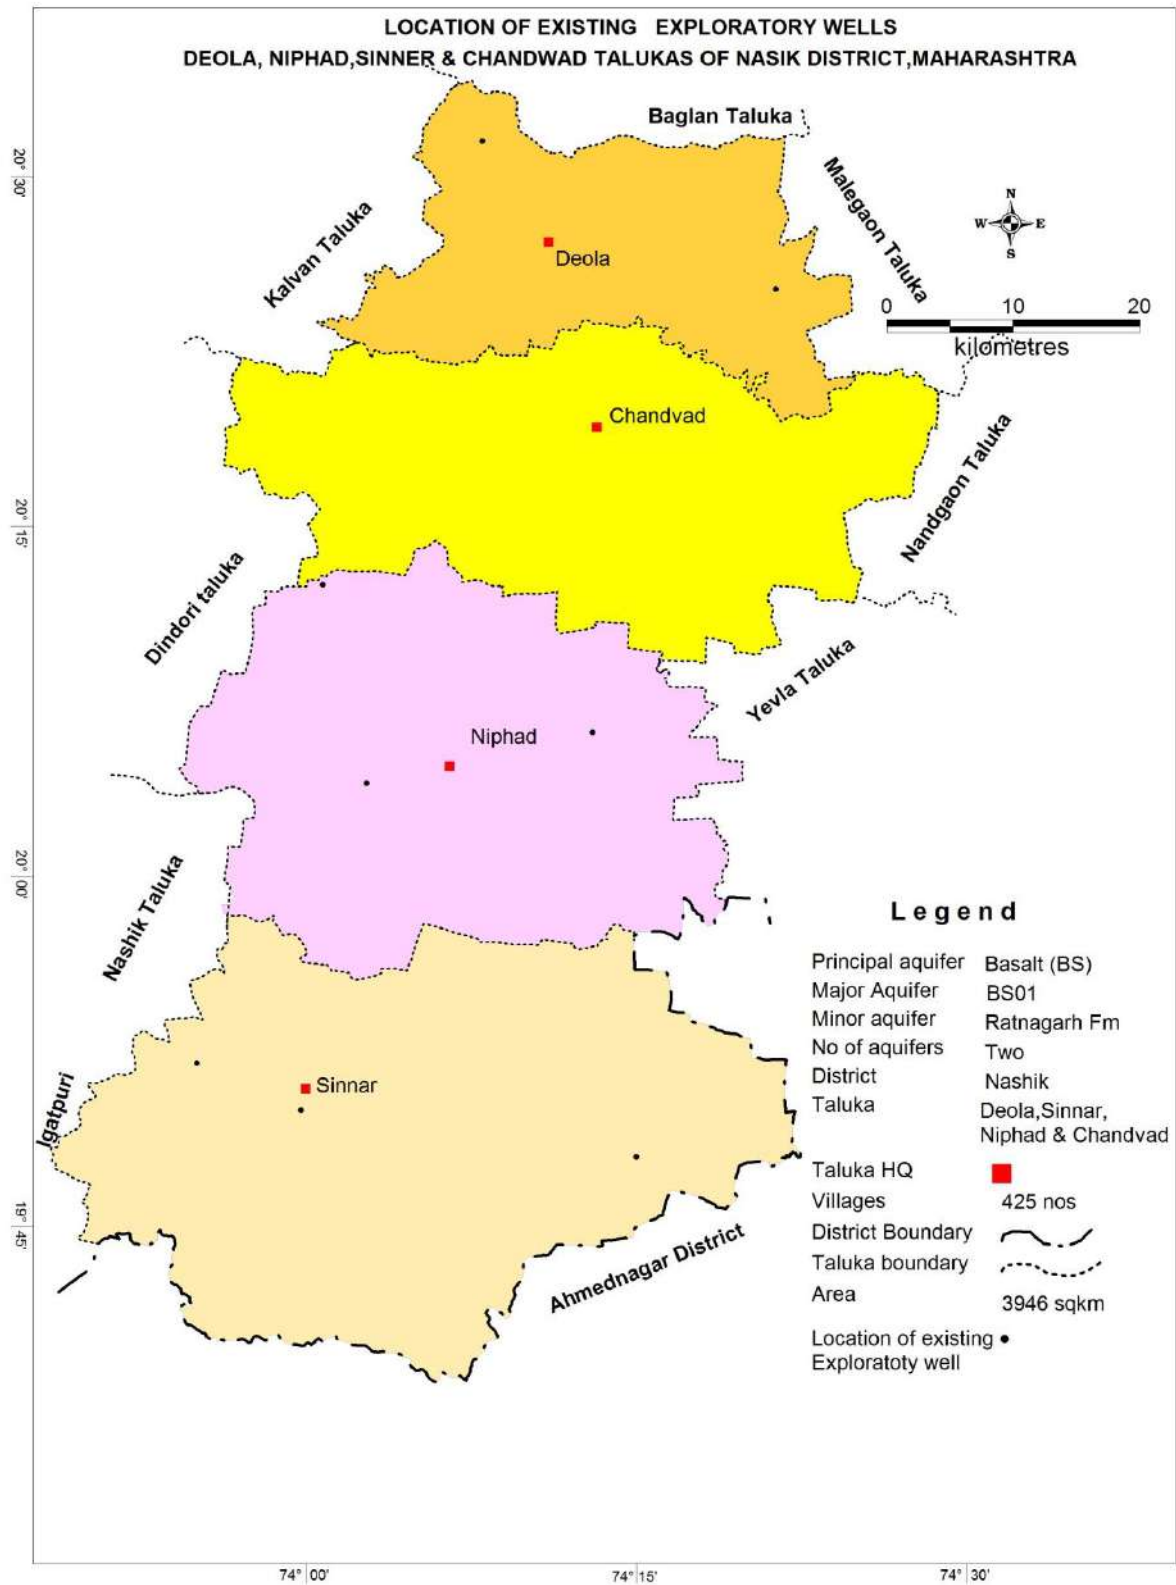 LOCATION OF EXISTING EXPLORATORY WELLS
DEOLA, NIPHAD,SINNER & CHANDWAD TALUKAS OF NASIK DISTRICT,MAHARASHTRA
Baglan Taluka
Malegaon Taluka
Kalvan Taluka
N
W E
S
20° 30'
Deola
0 10 20
kilometres
Chandvad
Nandgaon Taluka
20° 15'
Dindori taluka
Yevla Taluka
Niphad
20° 00'
Nashik Taluka
Legend
Principal aquifer Basalt (BS)
Major Aquifer BS01
Minor aquifer Ratnagarh Fm
No of aquifers Two
District Nashik
Taluka Deola,Sinnar,
Niphad & Chandvad
Taluka HQ
Villages 425 nos
District Boundary
Taluka boundary
Area 3946 sqkm
Location of existing
Exploratoty well
Sinnar
Igatpuri
19° 45'
Ahmednagar District
74° 00' 74° 15' 74° 30'